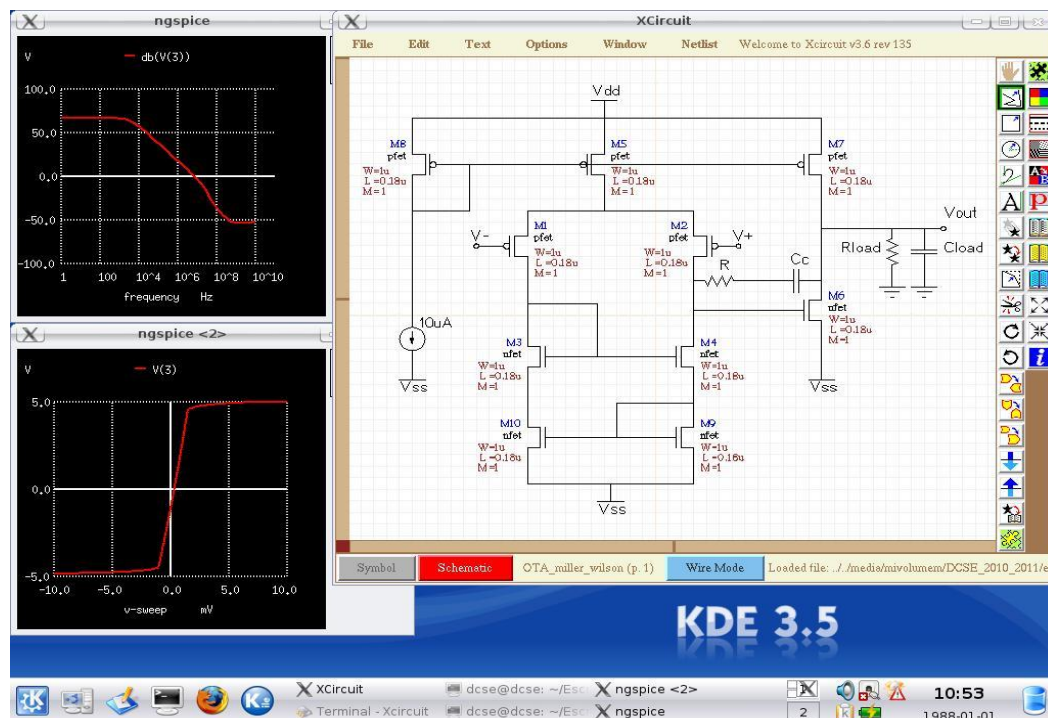 ngspice
V
db(V(3))
100.0
50.0
0.0
-50.0
-100.0
1 100 10^4 10^6 10^8 10^10
frequency Hz
ngspice <2>
V
V(3)
5.0
0.0
-5.0
-10.0 -5.0 0.0 5.0 10.0
v-sweep mV
XCircuit
File Edit Text Options Window Netlist Welcome to Xcircuit v3.6 rev 135
Vdd
M8
pfet
W=1u
L=0.18u
M=1
M5
pfet
W=1u
L=0.18u
M=1
M7
pfet
W=1u
L=0.18u
M=1
V-
M1
pfet
W=1u
L=0.18u
M=1
M2
pfet
W=1u
L=0.18u
M=1
V+
R
Cc
Rload
Cload
Vout
M6
nfet
W=1u
L=0.18u
M=1
Vss
10uA
Vss
M3
nfet
W=1u
L=0.18u
M=1
M4
nfet
W=1u
L=0.18u
M=1
M10
nfet
W=1u
L=0.18u
M=1
M9
nfet
W=1u
L=0.18u
M=1
Vss
A P
i
Symbol Schematic OTA_miller_wilson (p. 1) Wire Mode Loaded file: ../../media/mivolumem/DCSE_2010_2011/e
KDE 3.5
XCircuit dcse@dcse: ~/Esc ngspice <2>
Terminal - Xcircuit dcse@dcse: ~/Esc ngspice
2
10:53
1988-01-01